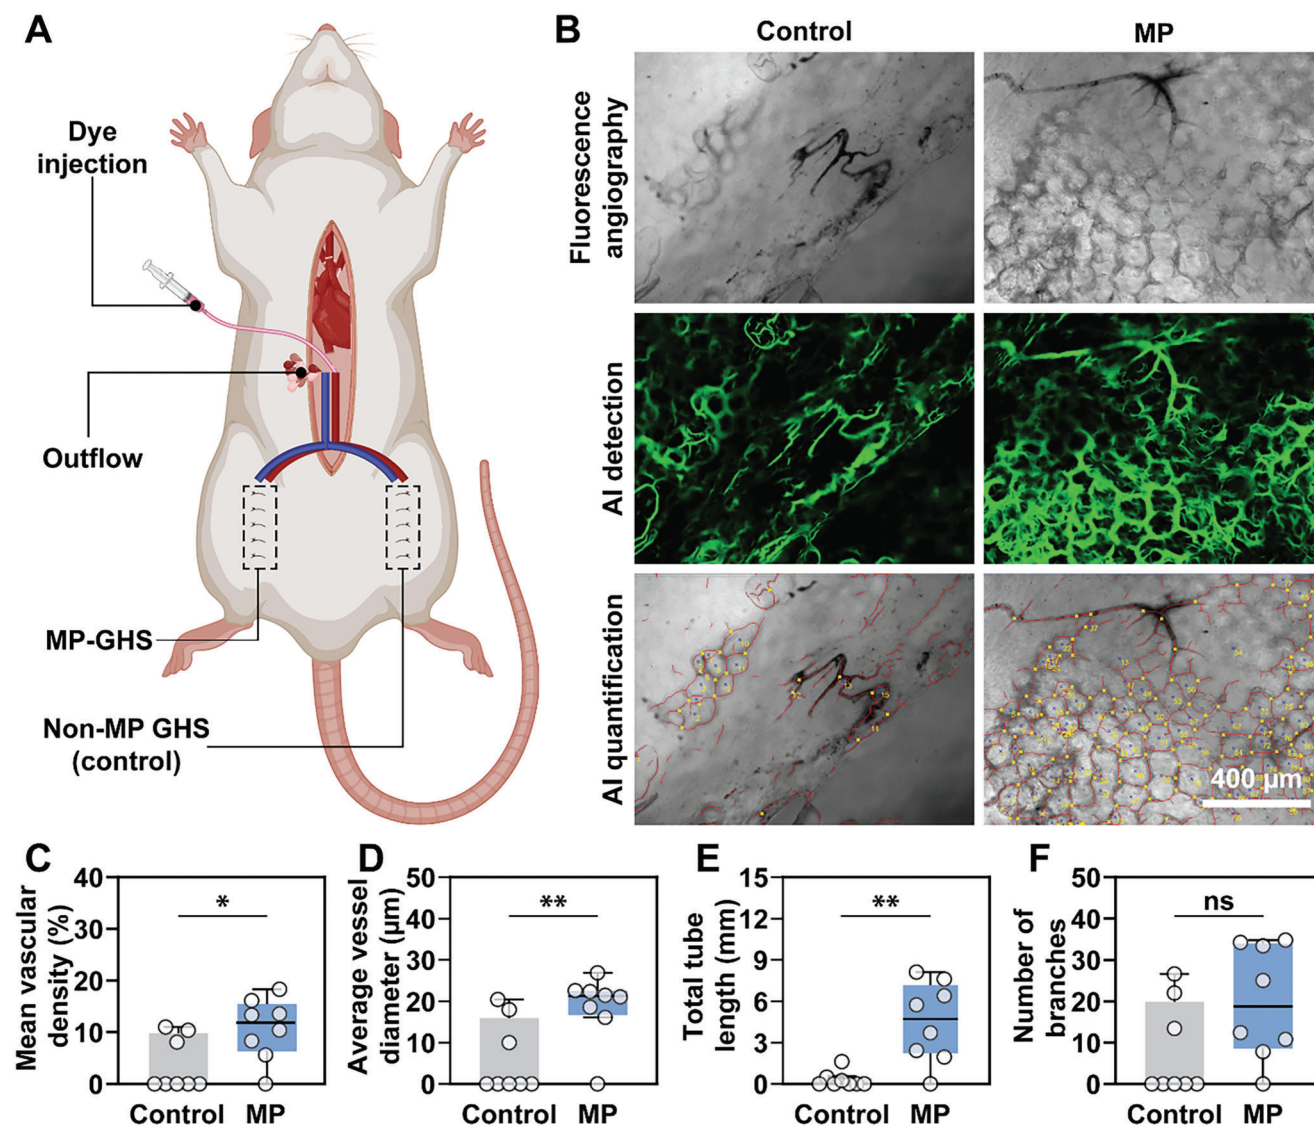 A
Dye
injection
Outflow
MP-GHS
Non-MP GHS
(control)
B
Control
MP
Fluorescence
angiography
AI detection
AI quantification
400 µm
C
Mean vascular
density (%)
40
30
20
10
0
*
Control
MP
D
Average vessel
diameter (µm)
50
40
30
20
10
0
**
Control
MP
E
Total tube
length (mm)
15
12
9
6
3
0
**
Control
MP
F
Number of
branches
50
40
30
20
10
0
ns
Control
MP